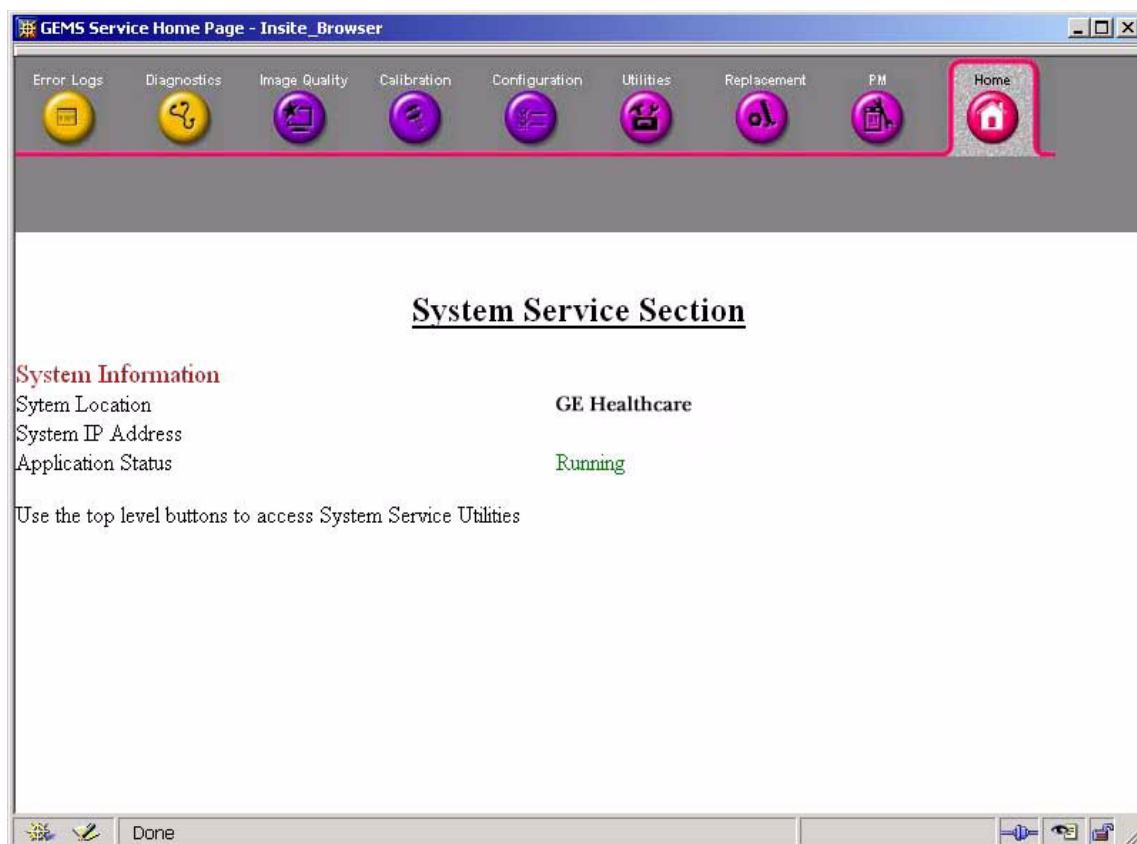 GEMS Service Home Page - Insite_Browser
Error Logs
Diagnostics
Image Quality
Calibration
Configuration
Utilities
Replacement
PM
Home
System Service Section
System Information
Sytem Location GE Healthcare
System IP Address
Application Status Running
Use the top level buttons to access System Service Utilities
Done